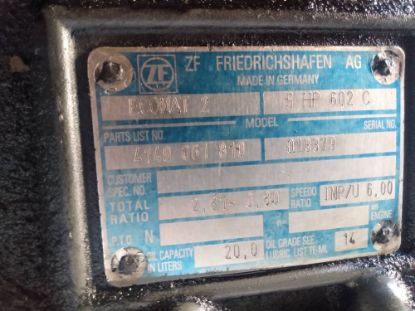 ZF FRIEDRICHSHAFEN AG
MADE IN GERMANY
ECOMAT 2 HP 602 C
PARTS LIST NO. MODEL SERIAL NO.
4140
CUSTOMER
SPEC. NO.
TOTAL
RATIO SPEEDO
RATIO IMP/U 6,00
P.T.O. N ENGINE
OIL CAPACITY
IN LITERS 20,0 OIL GRADE SEE
LUBRIC. LIST TE-ML 14